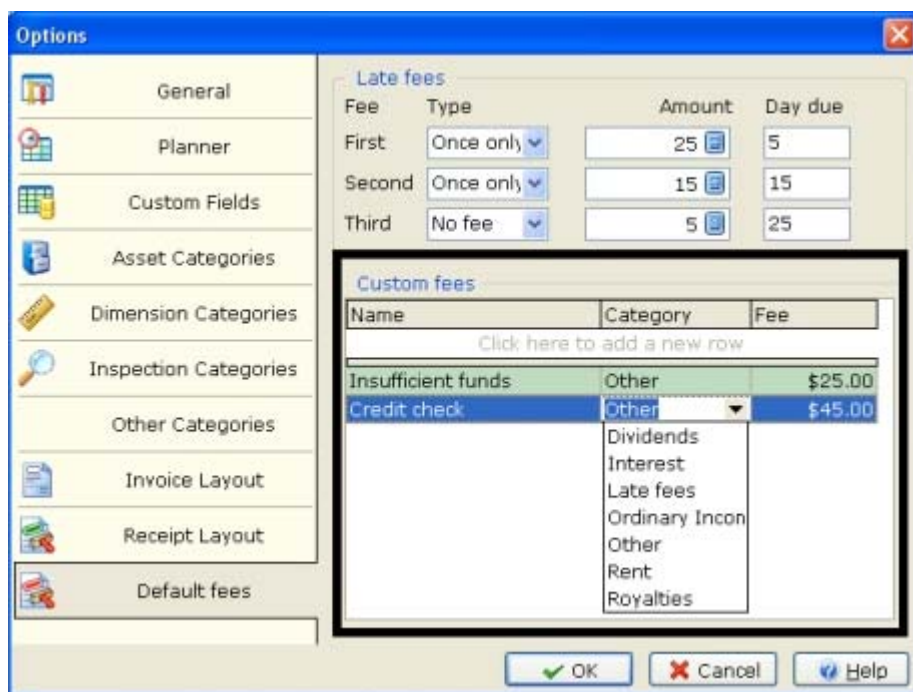 Options
General
Planner
Custom Fields
Asset Categories
Dimension Categories
Inspection Categories
Other Categories
Invoice Layout
Receipt Layout
Default fees
Late fees
Fee Type Amount Day due
First Once only 25 5
Second Once only 15 15
Third No fee 5 25
Custom fees
Name Category Fee
Click here to add a new row
Insufficient funds Other $25.00
Credit check Other $45.00
Dividends
Interest
Late fees
Ordinary Incon
Other
Rent
Royalties
OK Cancel Help